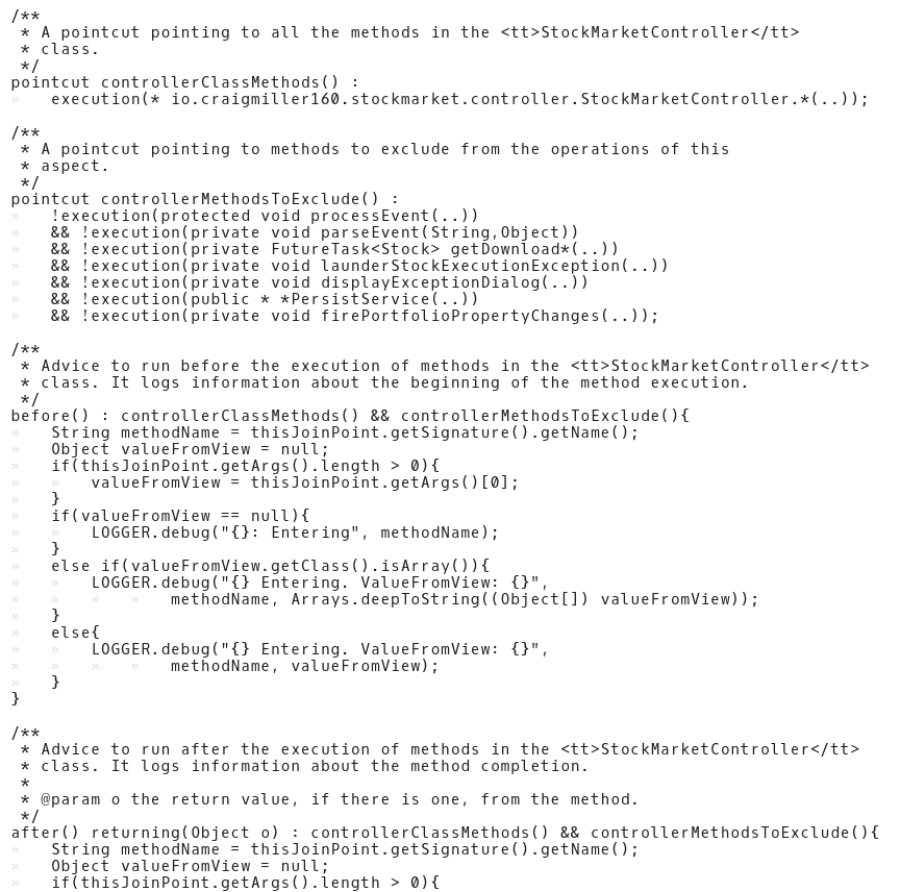 /**
 * A pointcut pointing to all the methods in the <tt>StockMarketController</tt>
 * class.
 */
pointcut controllerClassMethods() :
»   execution(* io.craigmiller160.stockmarket.controller.StockMarketController.*(..));

/**
 * A pointcut pointing to methods to exclude from the operations of this
 * aspect.
 */
pointcut controllerMethodsToExclude() :
»   !execution(protected void processEvent(..))
»   && !execution(private void parseEvent(String,Object))
»   && !execution(private FutureTask<Stock> getDownload*(..))
»   && !execution(private void launderStockExecutionException(..))
»   && !execution(private void displayExceptionDialog(..))
»   && !execution(public * *PersistService(..))
»   && !execution(private void firePortfolioPropertyChanges(..));

/**
 * Advice to run before the execution of methods in the <tt>StockMarketController</tt>
 * class. It logs information about the beginning of the method execution.
 */
before() : controllerClassMethods() && controllerMethodsToExclude(){
»   String methodName = thisJoinPoint.getSignature().getName();
»   Object valueFromView = null;
»   if(thisJoinPoint.getArgs().length > 0){
»   »   valueFromView = thisJoinPoint.getArgs()[0];
»   }
»   if(valueFromView == null){
»   »   LOGGER.debug("{}: Entering", methodName);
»   }
»   else if(valueFromView.getClass().isArray()){
»   »   LOGGER.debug("{} Entering. ValueFromView: {}",
»   »   »   »   methodName, Arrays.deepToString((Object[]) valueFromView));
»   }
»   else{
»   »   LOGGER.debug("{} Entering. ValueFromView: {}",
»   »   »   »   methodName, valueFromView);
»   }
}

/**
 * Advice to run after the execution of methods in the <tt>StockMarketController</tt>
 * class. It logs information about the method completion.
 *
 * @param o the return value, if there is one, from the method.
 */
after() returning(Object o) : controllerClassMethods() && controllerMethodsToExclude(){
»   String methodName = thisJoinPoint.getSignature().getName();
»   Object valueFromView = null;
»   if(thisJoinPoint.getArgs().length > 0){